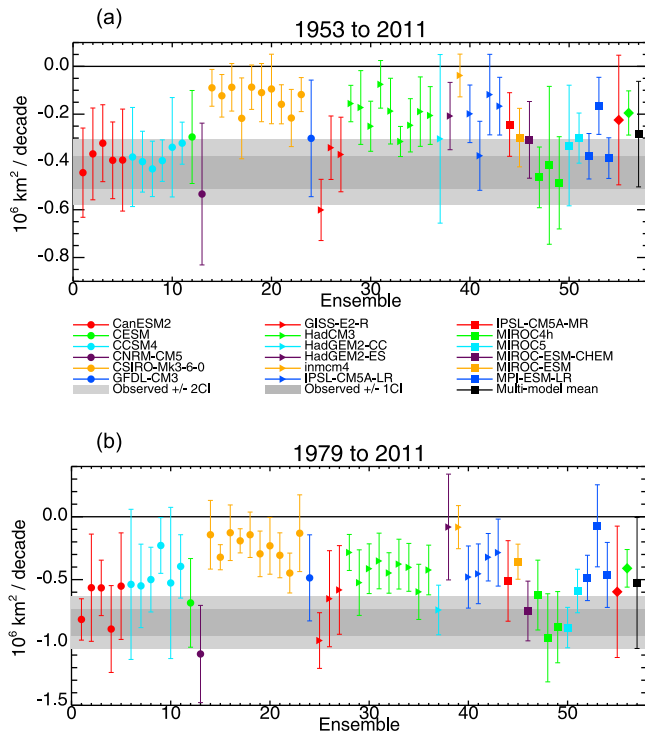 (a)
1953 to 2011
10⁶ km² / decade
0.0
-0.2
-0.4
-0.6
-0.8
0 10 20 30 40 50
Ensemble
CanESM2 GISS-E2-R IPSL-CM5A-MR
CESM HadCM3 MIROC4h
CCSM4 HadGEM2-CC MIROC5
CNRM-CM5 HadGEM2-ES MIROC-ESM-CHEM
CSIRO-Mk3-6-0 inmcm4 MIROC-ESM
GFDL-CM3 IPSL-CM5A-LR MPI-ESM-LR
Observed +/- 2CI Observed +/- 1CI Multi-model mean
(b)
1979 to 2011
10⁶ km² / decade
0.0
-0.5
-1.0
-1.5
0 10 20 30 40 50
Ensemble